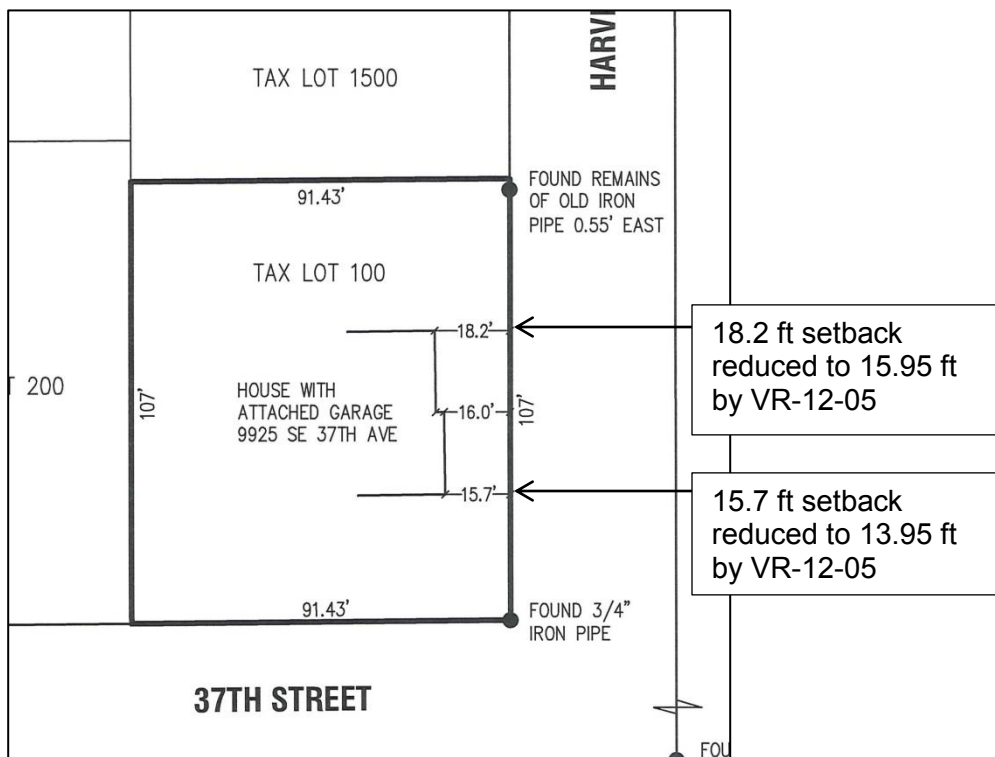 HARVI
TAX LOT 1500
FOUND REMAINS
OF OLD IRON
PIPE 0.55' EAST
91.43'
TAX LOT 100
18.2'
18.2 ft setback
reduced to 15.95 ft
by VR-12-05
T 200
107'
HOUSE WITH
ATTACHED GARAGE
9925 SE 37TH AVE
16.0'
107'
15.7'
15.7 ft setback
reduced to 13.95 ft
by VR-12-05
91.43'
FOUND 3/4"
IRON PIPE
37TH STREET
FOU